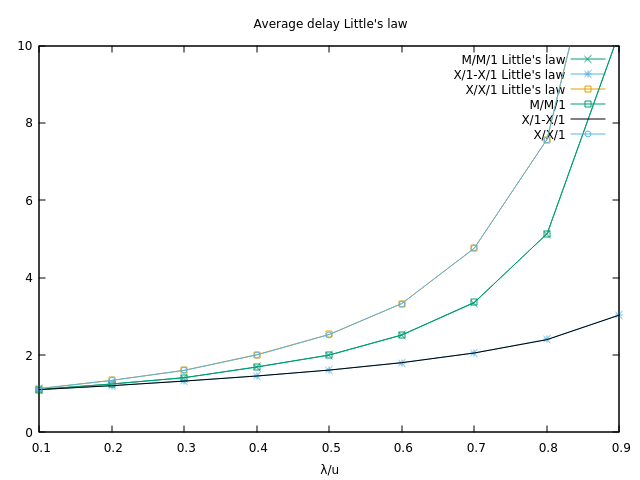 Average delay Little's law
10
8
6
4
2
0
M/M/1 Little's law
X/1-X/1 Little's law
X/X/1 Little's law
M/M/1
X/1-X/1
X/X/1
0.1 0.2 0.3 0.4 0.5 0.6 0.7 0.8 0.9
λ/u